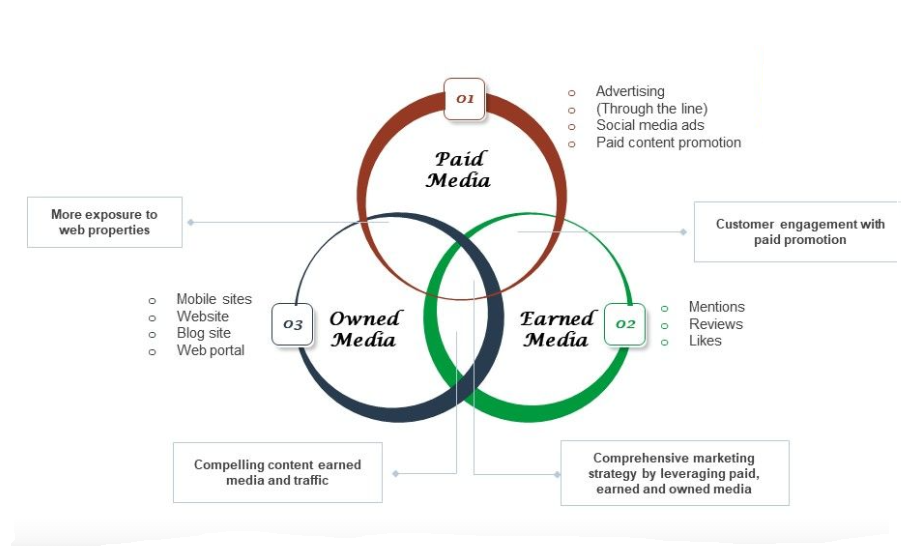 01
Paid
Media
Advertising
(Through the line)
Social media ads
Paid content promotion
More exposure to
web properties
Customer engagement with
paid promotion
Mobile sites
Website
Blog site
Web portal
03
Owned
Media
Earned
Media
02
Mentions
Reviews
Likes
Compelling content earned
media and traffic
Comprehensive marketing
strategy by leveraging paid,
earned and owned media